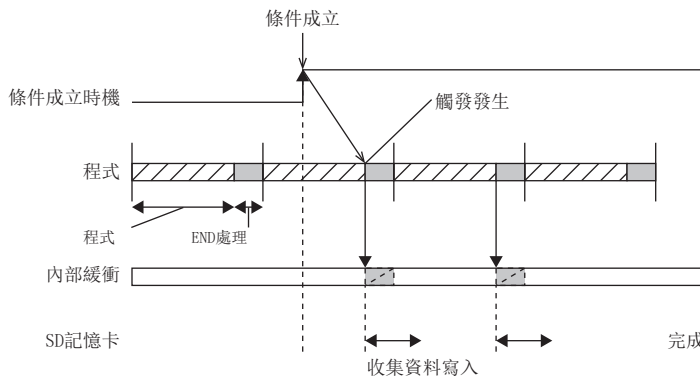 條件成立
條件成立時機
觸發發生
程式
程式
END處理
內部緩衝
SD記憶卡
完成
收集資料寫入